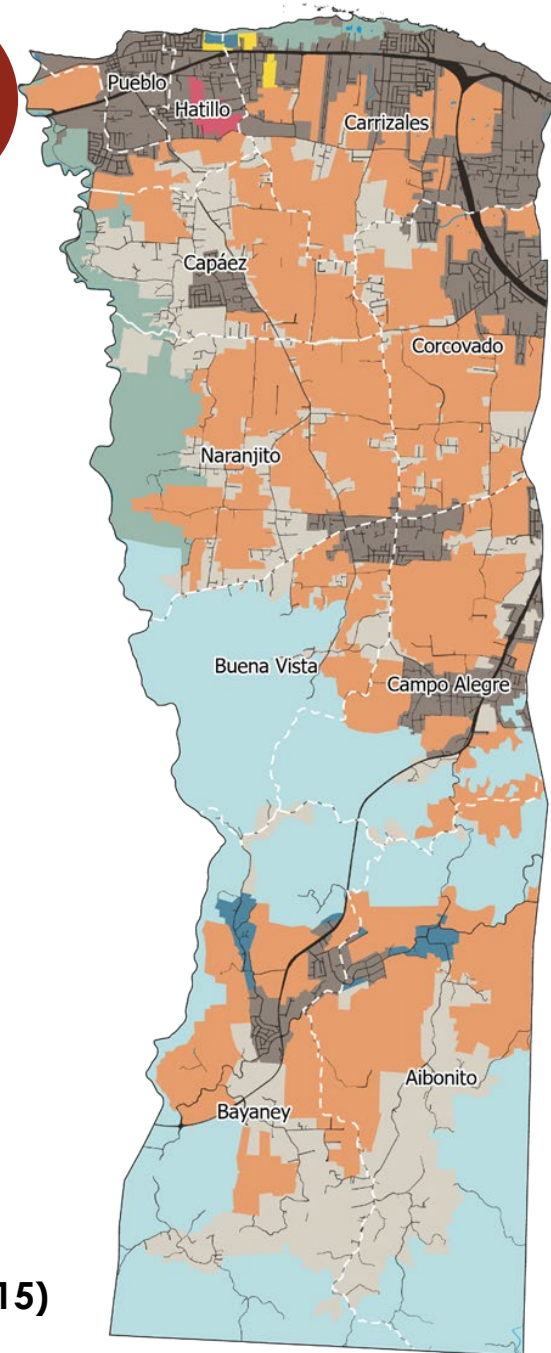 Pueblo
Hatillo
Carrizales
Capáez
Corcovado
Naranjito
Buena Vista
Campo Alegre
Aibonito
Bayaney
15)